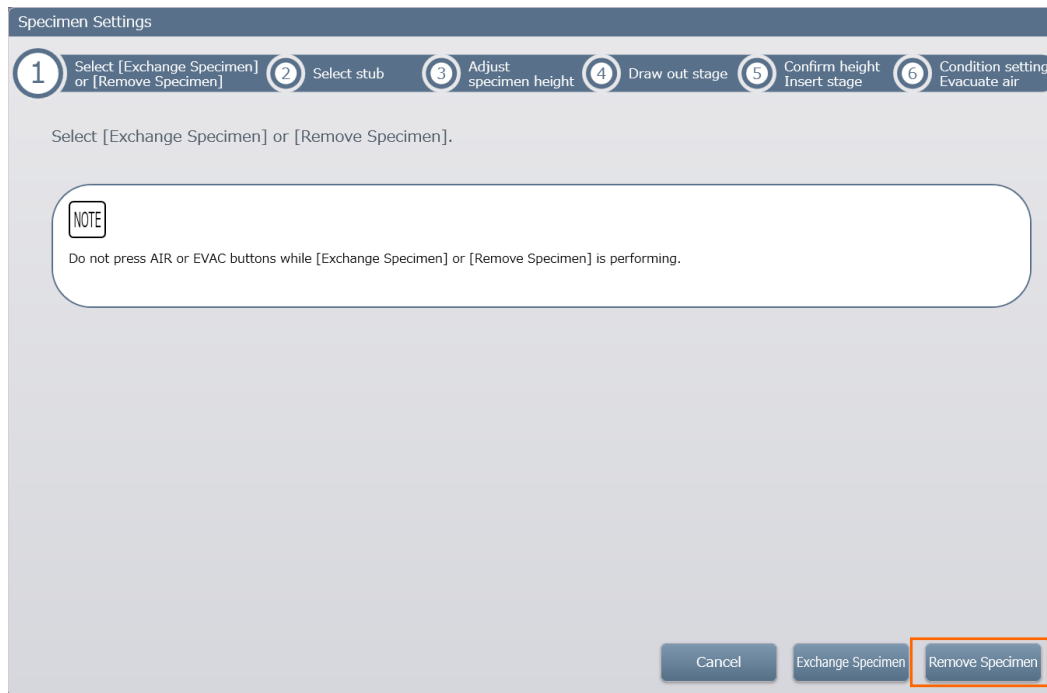 Specimen Settings
1
Select [Exchange Specimen]
or [Remove Specimen]
2
Select stub
3
Adjust
specimen height
4
Draw out stage
5
Confirm height
Insert stage
6
Condition setting
Evacuate air
Select [Exchange Specimen] or [Remove Specimen].
NOTE
Do not press AIR or EVAC buttons while [Exchange Specimen] or [Remove Specimen] is performing.
Cancel
Exchange Specimen
Remove Specimen